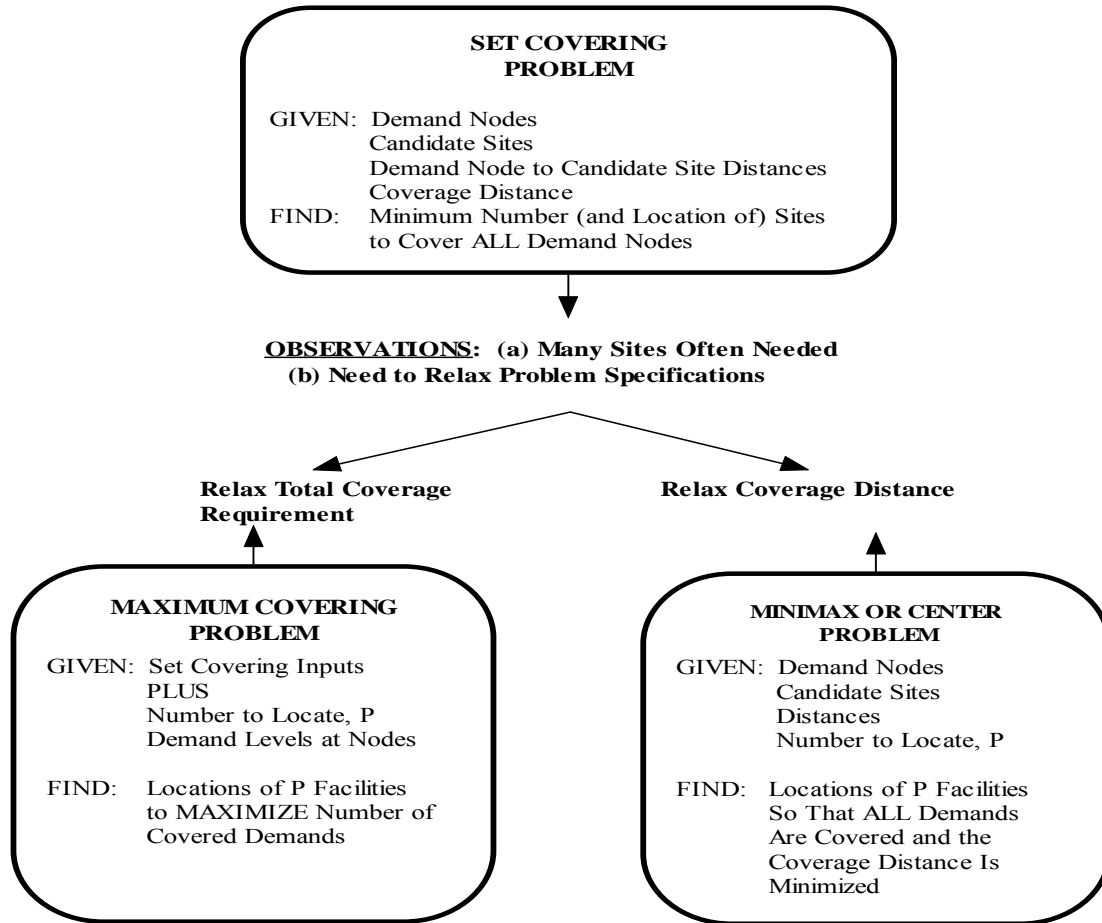 SET COVERING
PROBLEM
GIVEN: Demand Nodes
Candidate Sites
Demand Node to Candidate Site Distances
Coverage Distance
FIND: Minimum Number (and Location of) Sites
to Cover ALL Demand Nodes
OBSERVATIONS: (a) Many Sites Often Needed
(b) Need to Relax Problem Specifications
Relax Total Coverage
Requirement
Relax Coverage Distance
MAXIMUM COVERING
PROBLEM
GIVEN: Set Covering Inputs
PLUS
Number to Locate, P
Demand Levels at Nodes
FIND: Locations of P Facilities
to MAXIMIZE Number of
Covered Demands
MINIMAX OR CENTER
PROBLEM
GIVEN: Demand Nodes
Candidate Sites
Distances
Number to Locate, P
FIND: Locations of P Facilities
So That ALL Demands
Are Covered and the
Coverage Distance Is
Minimized